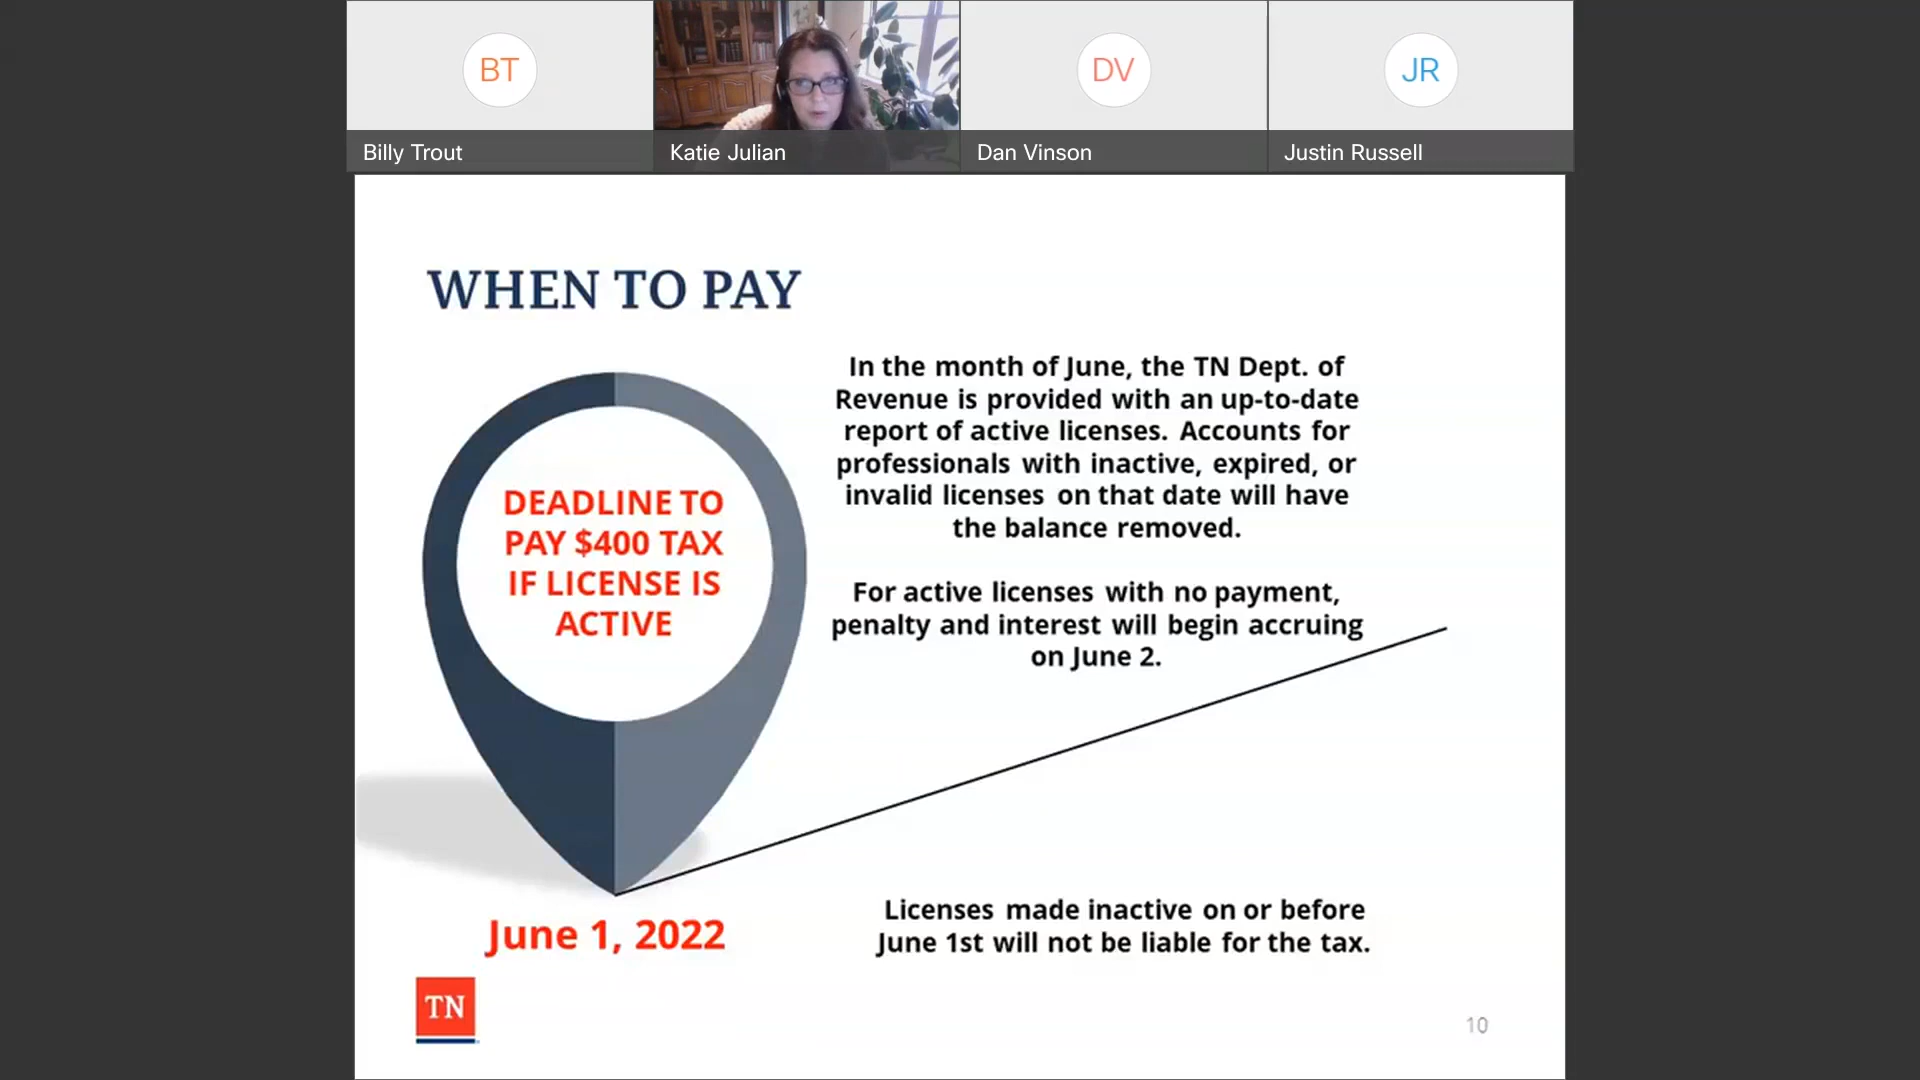 BT
DV
JR
Billy Trout
Katie Julian
Dan Vinson
Justin Russell
WHEN TO PAY
DEADLINE TO
PAY $400 TAX
IF LICENSE IS
ACTIVE
June 1, 2022
In the month of June, the TN Dept. of
Revenue is provided with an up-to-date
report of active licenses. Accounts for
professionals with inactive, expired, or
invalid licenses on that date will have
the balance removed.
For active licenses with no payment,
penalty and interest will begin accruing
on June 2.
Licenses made inactive on or before
June 1st will not be liable for the tax.
TN
10